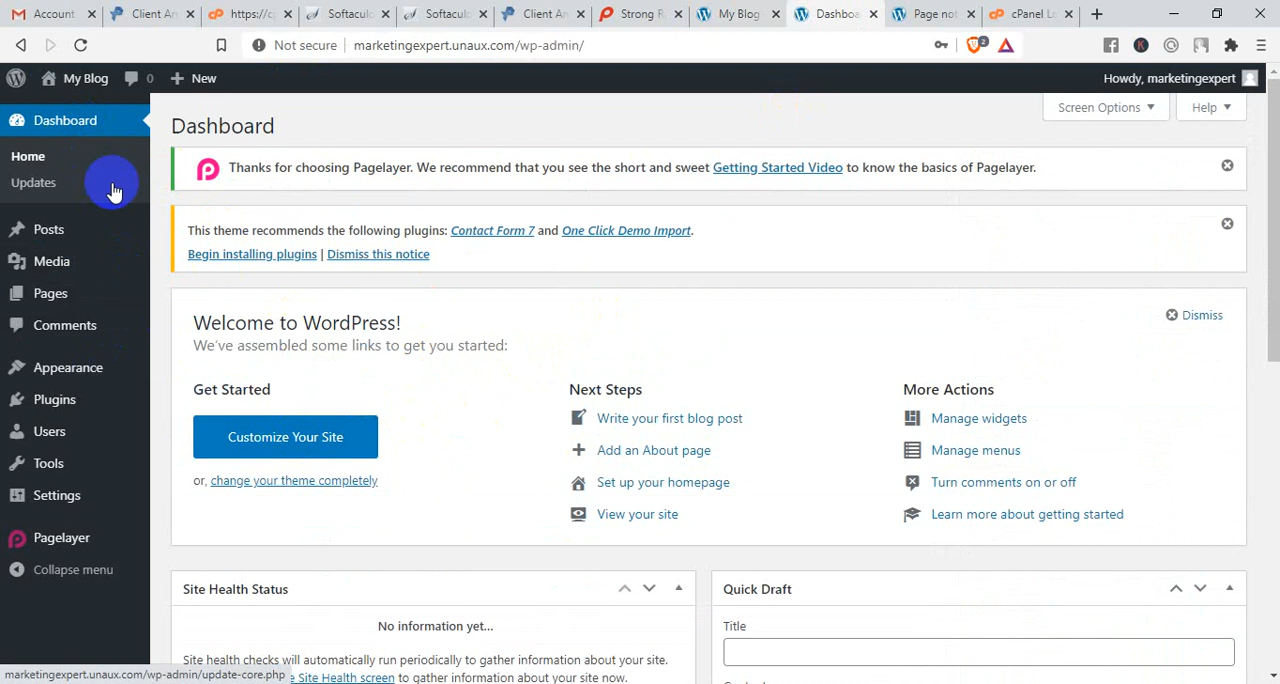 Account
Client Ar
https://c
Softaculo
Softaculo
Client Ar
Strong R
My Blog
Dashboa
Page not
cPanel Lo
Not secure
marketingexpert.unaux.com/wp-admin/
2
My Blog
0
New
Howdy, marketingexpert
Screen Options
Help
Dashboard
Home
Updates
Posts
Media
Pages
Comments
Appearance
Plugins
Users
Tools
Settings
Pagelayer
Collapse menu
Dashboard
Thanks for choosing Pagelayer. We recommend that you see the short and sweet Getting Started Video to know the basics of Pagelayer.
This theme recommends the following plugins: Contact Form 7 and One Click Demo Import.
Begin installing plugins | Dismiss this notice
Welcome to WordPress!
We've assembled some links to get you started:
Dismiss
Get Started
Customize Your Site
or, change your theme completely
Next Steps
Write your first blog post
Add an About page
Set up your homepage
View your site
More Actions
Manage widgets
Manage menus
Turn comments on or off
Learn more about getting started
Site Health Status
No information yet...
Site health checks will automatically run periodically to gather information about your site.
e Site Health screen to gather information about your site now.
Quick Draft
Title
marketingexpert.unaux.com/wp-admin/update-core.php